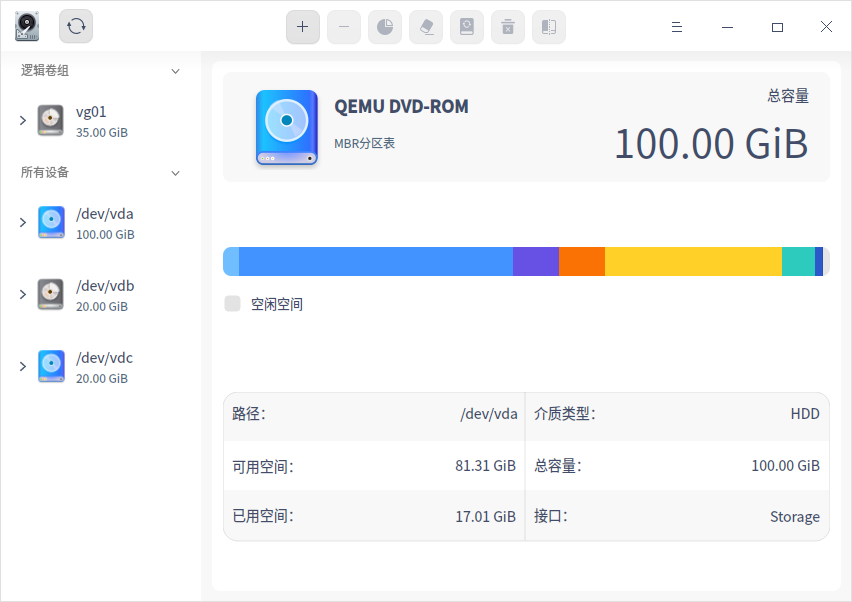 逻辑卷组
vg01
35.00 GiB
所有设备
/dev/vda
100.00 GiB
/dev/vdb
20.00 GiB
/dev/vdc
20.00 GiB
QEMU DVD-ROM
MBR分区表
总容量
100.00 GiB
空闲空间
路径： /dev/vda 介质类型： HDD
可用空间： 81.31 GiB 总容量： 100.00 GiB
已用空间： 17.01 GiB 接口： Storage